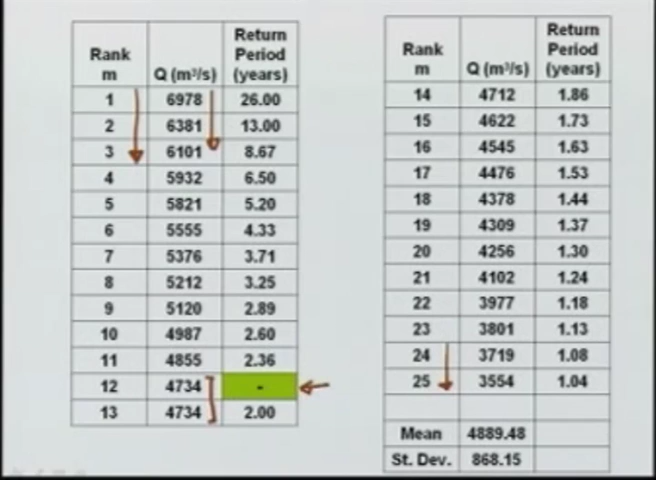 Rank m Q (m³/s) Return Period (years)
1 6978 26.00
2 6381 13.00
3 6101 8.67
4 5932 6.50
5 5821 5.20
6 5555 4.33
7 5376 3.71
8 5212 3.25
9 5120 2.89
10 4987 2.60
11 4855 2.36
12 4734 -
13 4734 2.00
Rank m Q (m³/s) Return Period (years)
14 4712 1.86
15 4622 1.73
16 4545 1.63
17 4476 1.53
18 4378 1.44
19 4309 1.37
20 4256 1.30
21 4102 1.24
22 3977 1.18
23 3801 1.13
24 3719 1.08
25 3554 1.04
Mean 4889.48
St. Dev. 868.15